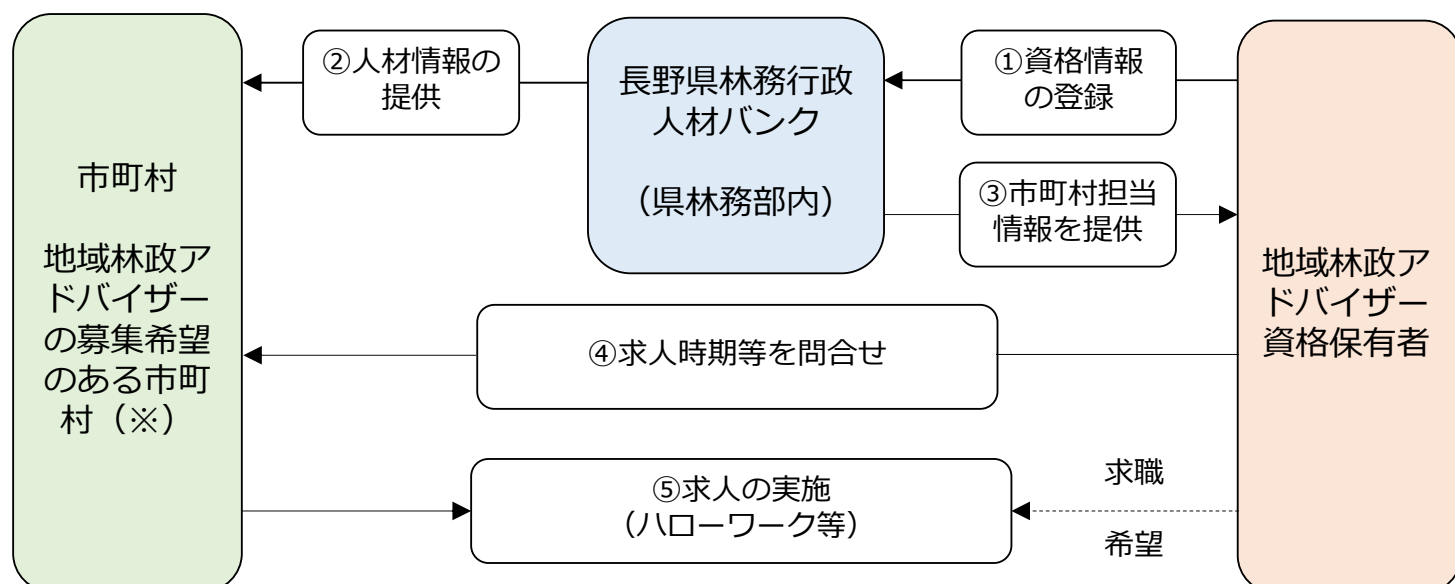 ②人材情報の
提供
長野県林務行政
人材バンク
（県林務部内）
①資格情報
の登録
③市町村担当
情報を提供
市町村
地域林政ア
ドバイザー
の募集希望
のある市町
村（※）
地域林政ア
ドバイザー
資格保有者
④求人時期等を問合せ
⑤求人の実施
（ハローワーク等）
求職
希望